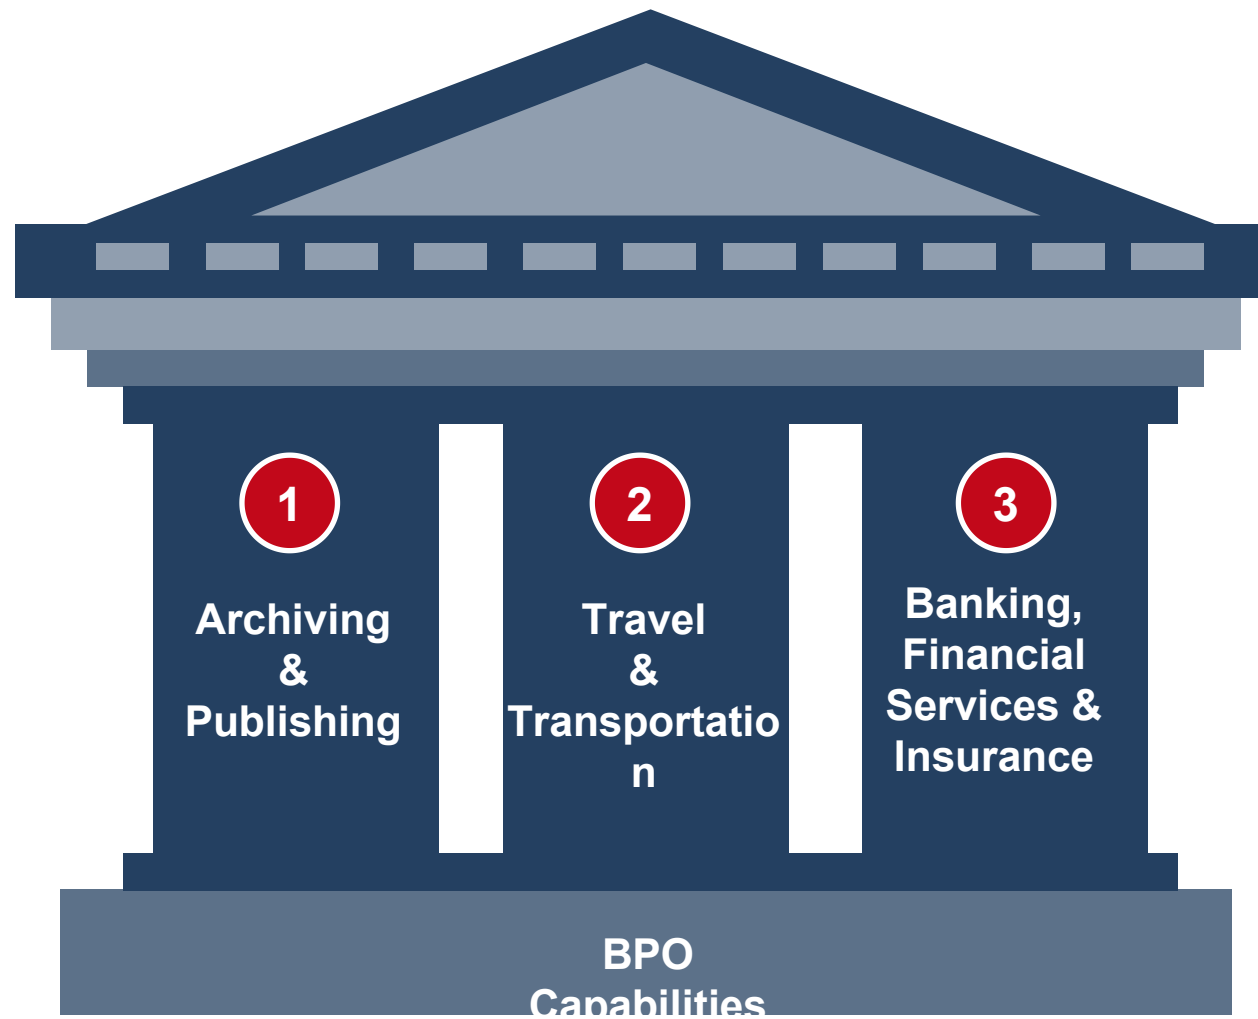 1
Archiving
&
Publishing
2
Travel
&
Transportatio
n
3
Banking,
Financial
Services &
Insurance
BPO
Capabilities